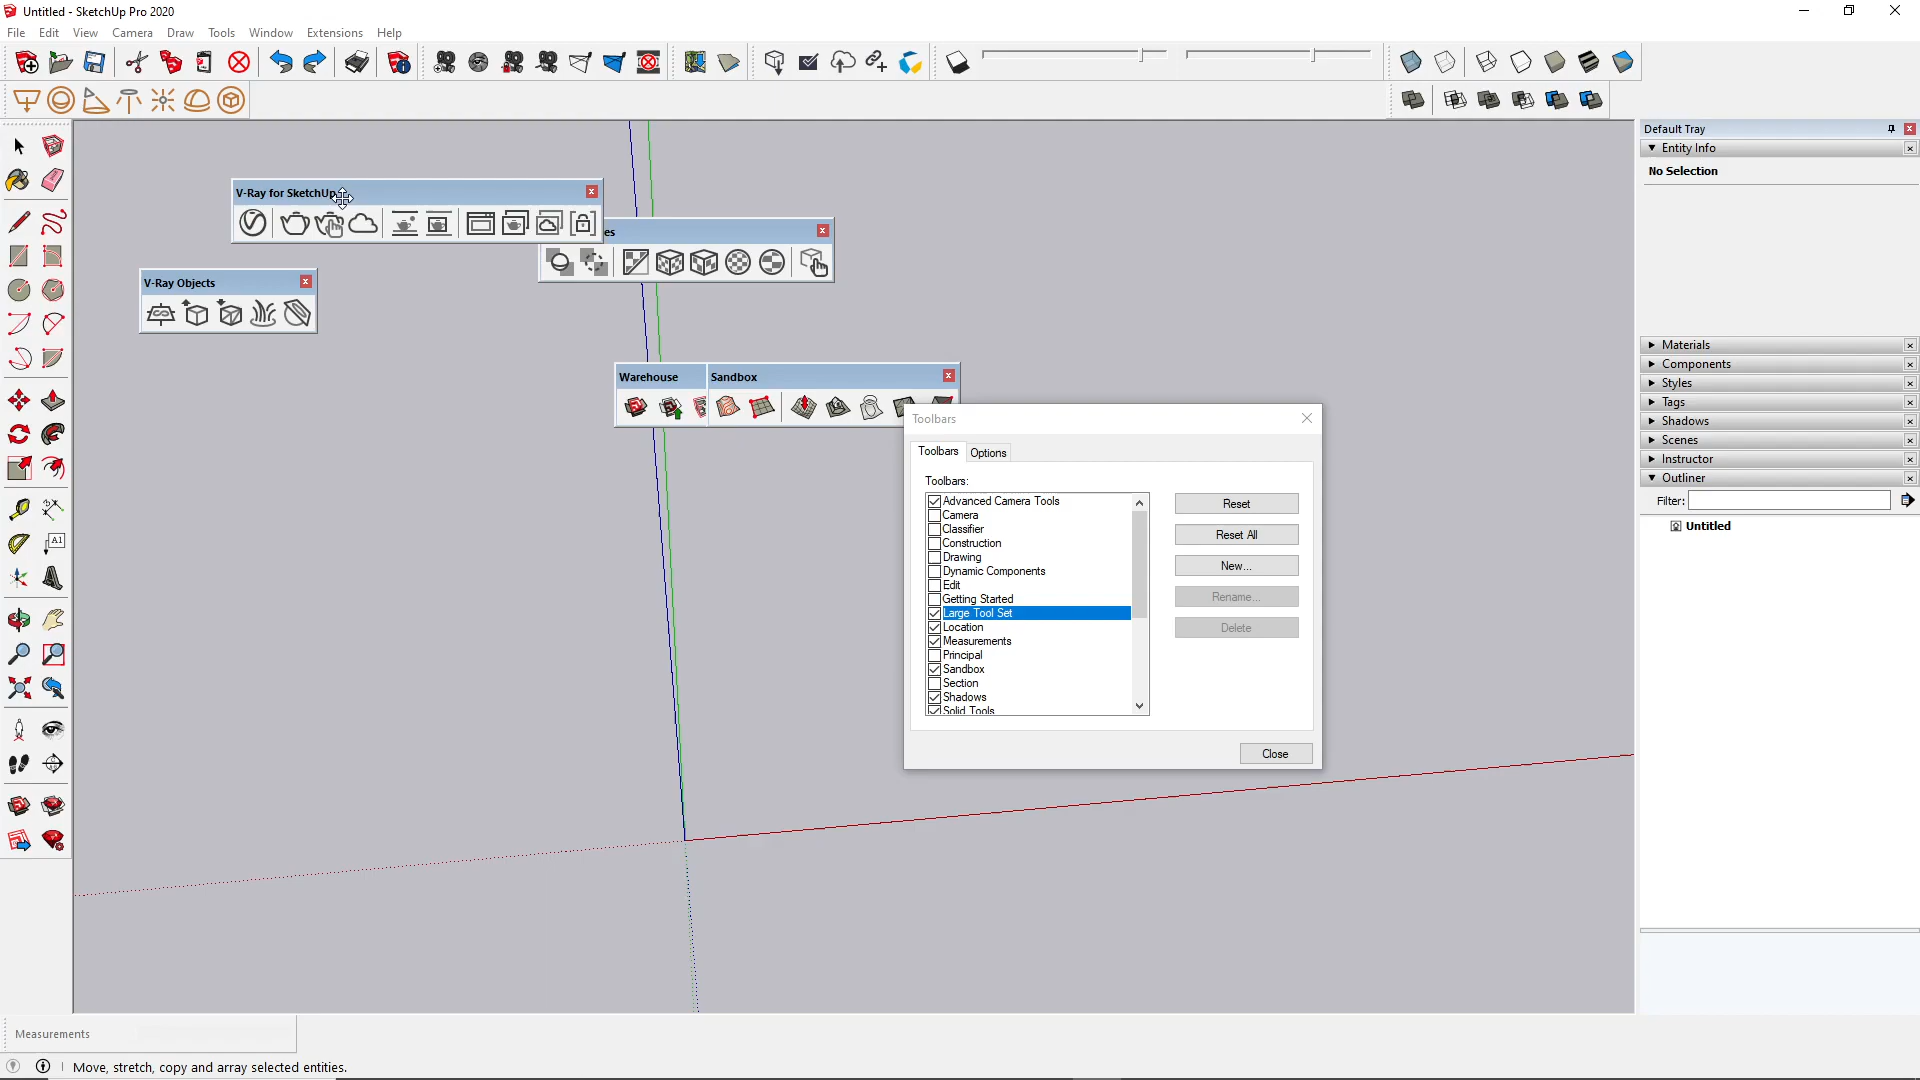 Untitled - SketchUp Pro 2020
File Edit View Camera Draw Tools Window Extensions Help
Default Tray
Entity Info
No Selection
V-Ray for SketchUp
es
V-Ray Objects
Materials
Components
Styles
Tags
Shadows
Scenes
Instructor
Outliner
Filter:
Untitled
Warehouse
Sandbox
Toolbars
Toolbars Options
Toolbars:
Advanced Camera Tools
Camera
Classifier
Construction
Drawing
Dynamic Components
Edit
Getting Started
Large Tool Set
Location
Measurements
Principal
Sandbox
Section
Shadows
Solid Tools
Reset
Reset All
New...
Rename...
Delete
Close
A1
Measurements
Move, stretch, copy and array selected entities.